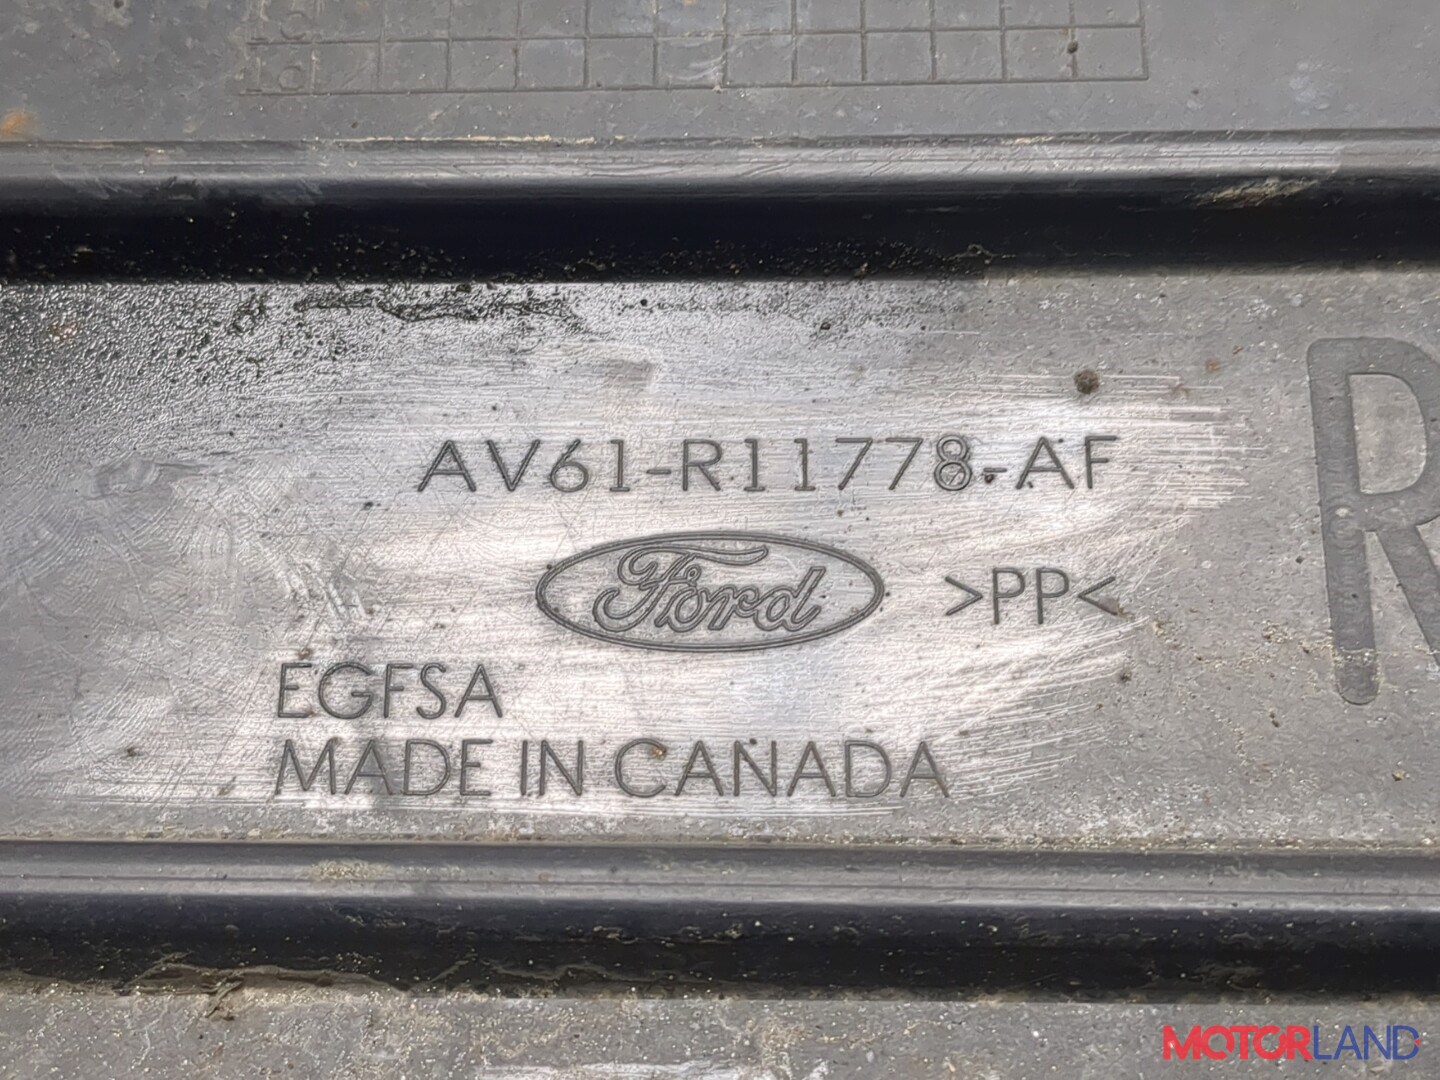 AV61-R11778-AF
Ford >PP<
EGFSA
MADE IN CANADA
R
MOTORLAND